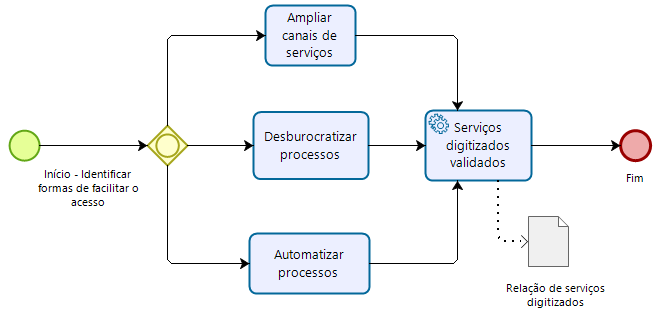 Ampliar
canais de
serviços
Início - Identificar
formas de facilitar o
acesso
Desburocratizar
processos
Serviços
digitizados
validados
Fim
Automatizar
processos
Relação de serviços
digitizados